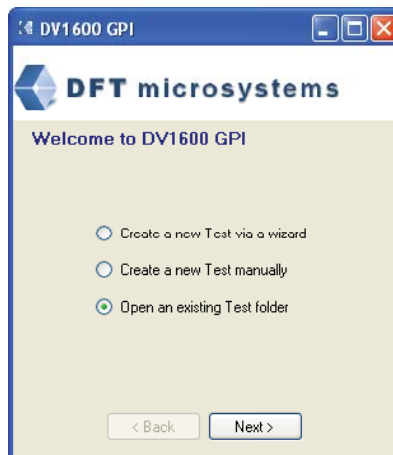 DV1600 GPI
DFT microsystems
Welcome to DV1600 GPI
Create a new Test via a wizard
Create a new Test manually
Open an existing Test folder
< Back Next >